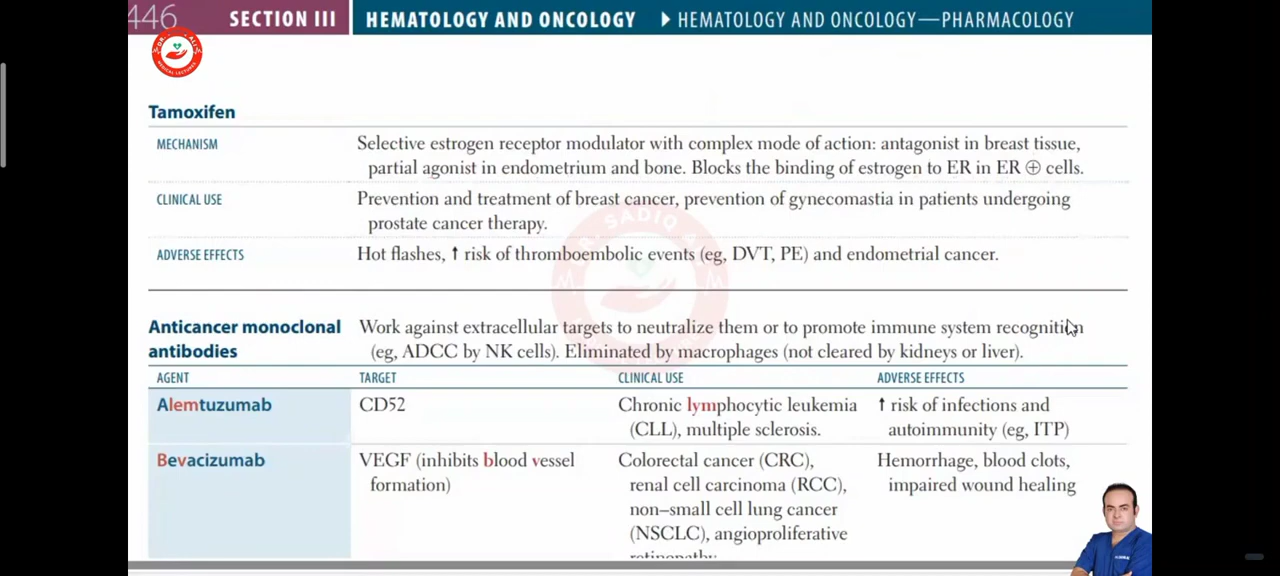 446 SECTION III HEMATOLOGY AND ONCOLOGY ▶ HEMATOLOGY AND ONCOLOGY—PHARMACOLOGY
Tamoxifen
MECHANISM Selective estrogen receptor modulator with complex mode of action: antagonist in breast tissue,
partial agonist in endometrium and bone. Blocks the binding of estrogen to ER in ER ⊕ cells.
CLINICAL USE Prevention and treatment of breast cancer, prevention of gynecomastia in patients undergoing
prostate cancer therapy.
ADVERSE EFFECTS Hot flashes, ↑ risk of thromboembolic events (eg, DVT, PE) and endometrial cancer.
DR. SADIQ ALI
Anticancer monoclonal Work against extracellular targets to neutralize them or to promote immune system recognition
antibodies (eg, ADCC by NK cells). Eliminated by macrophages (not cleared by kidneys or liver).
AGENT TARGET CLINICAL USE ADVERSE EFFECTS
Alemtuzumab CD52 Chronic lymphocytic leukemia ↑ risk of infections and
(CLL), multiple sclerosis. autoimmunity (eg, ITP)
Bevacizumab VEGF (inhibits blood vessel Colorectal cancer (CRC), Hemorrhage, blood clots,
formation) renal cell carcinoma (RCC), impaired wound healing
non–small cell lung cancer
(NSCLC), angioproliferative
retinopathy